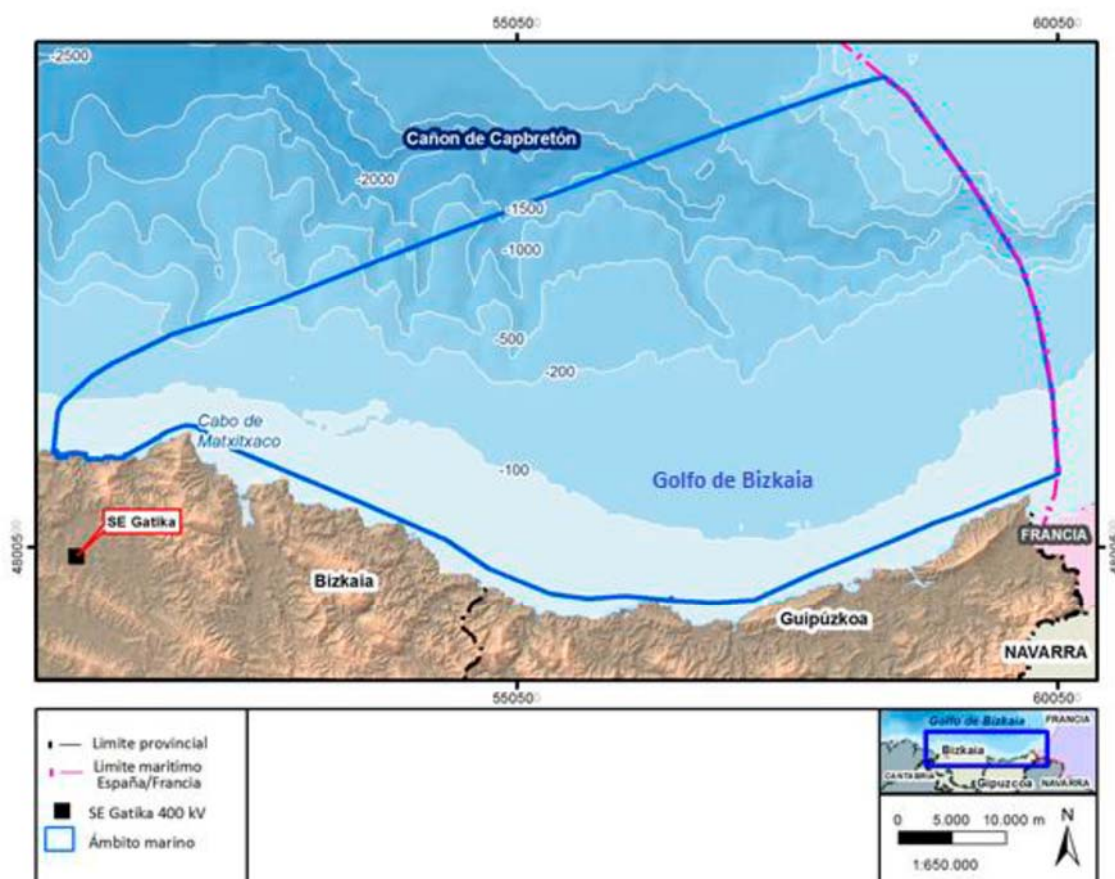 55050
60050
-2500
Cañon de Capbretón
-2000
-1500
-1000
-500
-200
Cabo de
Matxitxaco
-100
Golfo de Bizkaia
SE Gatika
48005
FRANCIA
48005
Bizkaia
Guipúzkoa
NAVARRA
55050
60050
Limite provincial
Limite marítimo
España/Francia
SE Gatika 400 kV
Ámbito marino
Golfo de Bizkaia
FRANCIA
Bizkaia
CANTABRIA
Gipuzcoa
NAVARRA
0 5.000 10.000 m
N
1:650.000